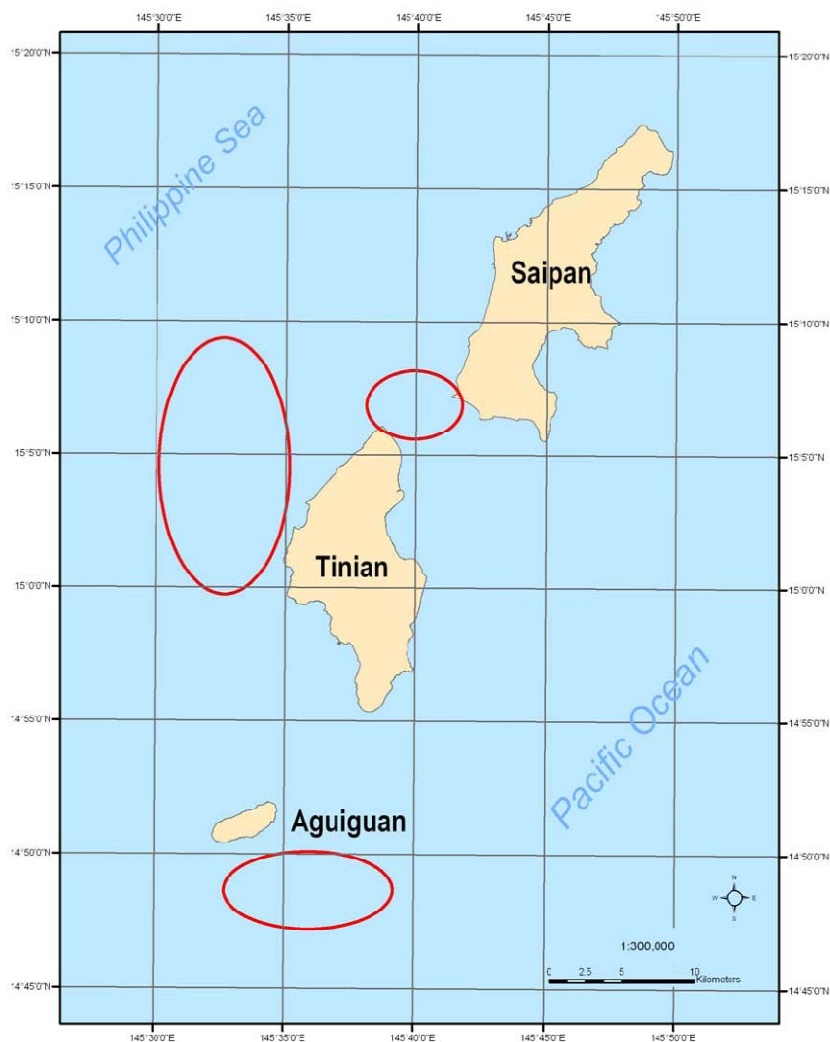 145°30'0"E 145°35'0"E 145°40'0"E 145°45'0"E 145°50'0"E
15°20'0"N 15°20'0"N
Philippine Sea
15°15'0"N 15°15'0"N
Saipan
15°10'0"N 15°10'0"N
15°5'0"N 15°5'0"N
Tinian
15°0'0"N 15°0'0"N
14°55'0"N 14°55'0"N
Pacific Ocean
Aguiguan
14°50'0"N 14°50'0"N
N
W E
S
1:300,000
0 2.5 5 10
Kilometers
14°45'0"N 14°45'0"N
145°30'0"E 145°35'0"E 145°40'0"E 145°45'0"E 145°50'0"E